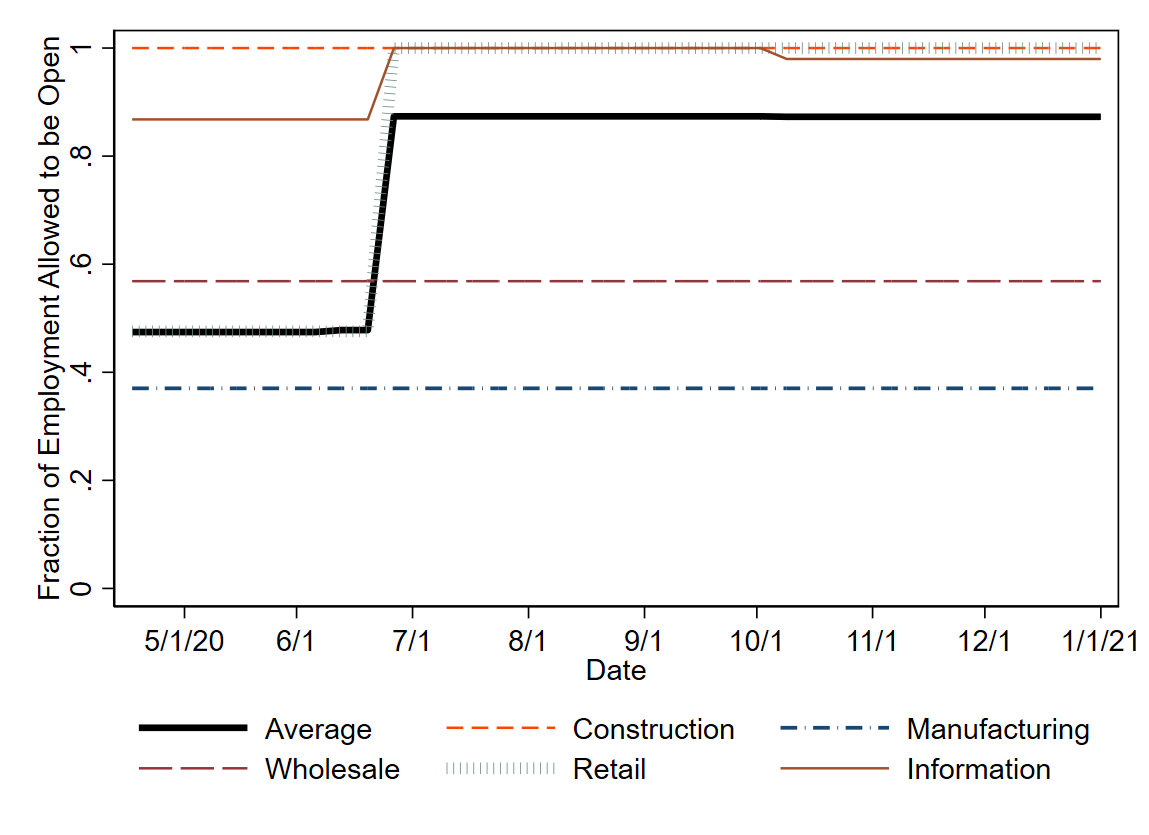 Fraction of Employment Allowed to be Open
1
.8
.6
.4
.2
0
5/1/20 6/1 7/1 8/1 9/1 10/1 11/1 12/1 1/1/21
Date
Average Construction Manufacturing
Wholesale Retail Information